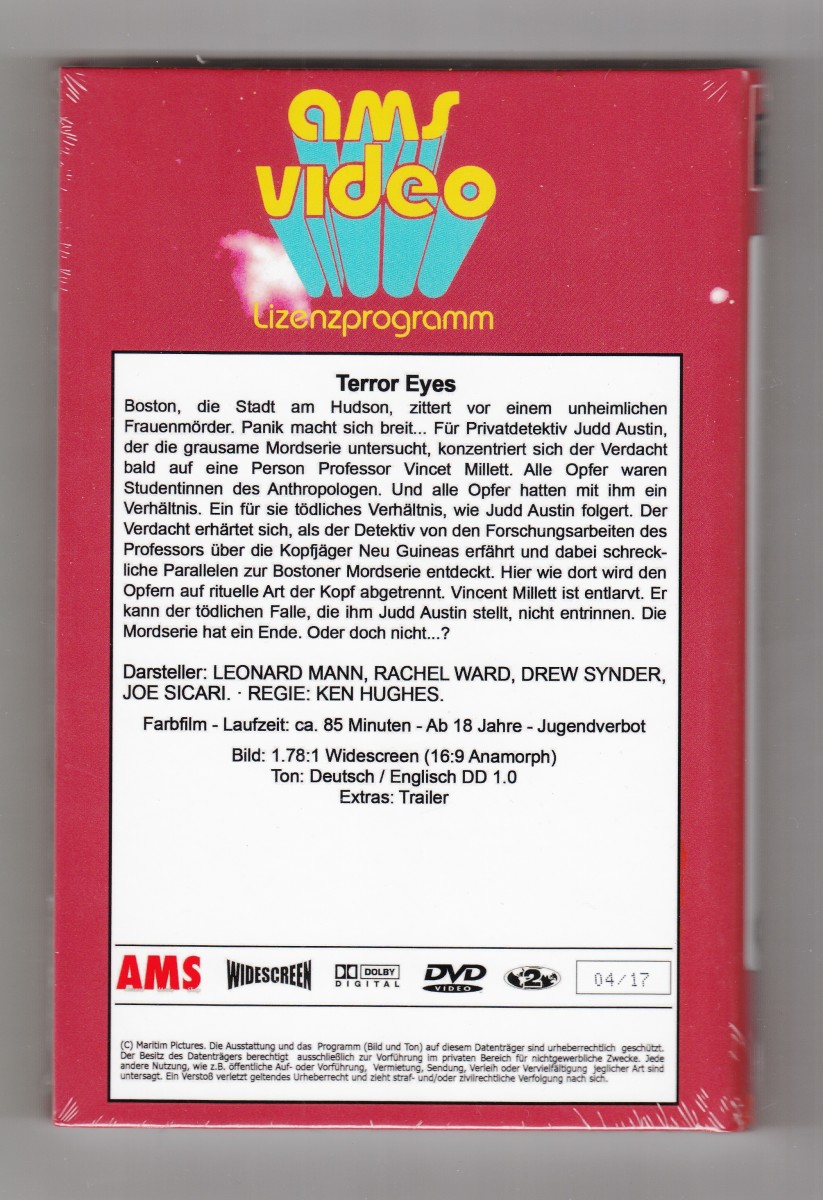 ams
video
Lizenzprogramm
Terror Eyes
Boston, die Stadt am Hudson, zittert vor einem unheimlichen
Frauenmörder. Panik macht sich breit... Für Privatdetektiv Judd Austin,
der die grausame Mordserie untersucht, konzentriert sich der Verdacht
bald auf eine Person Professor Vincet Millett. Alle Opfer waren
Studentinnen des Anthropologen. Und alle Opfer hatten mit ihm ein
Verhältnis. Ein für sie tödliches Verhältnis, wie Judd Austin folgert. Der
Verdacht erhärtet sich, als der Detektiv von den Forschungsarbeiten des
Professors über die Kopfjäger Neu Guineas erfährt und dabei schreck-
liche Parallelen zur Bostoner Mordserie entdeckt. Hier wie dort wird den
Opfern auf rituelle Art der Kopf abgetrennt. Vincent Millett ist entlarvt. Er
kann der tödlichen Falle, die ihm Judd Austin stellt, nicht entrinnen. Die
Mordserie hat ein Ende. Oder doch nicht...?
Darsteller: LEONARD MANN, RACHEL WARD, DREW SYNDER,
JOE SICARI. · REGIE: KEN HUGHES.
Farbfilm - Laufzeit: ca. 85 Minuten - Ab 18 Jahre - Jugendverbot
Bild: 1.78:1 Widescreen (16:9 Anamorph)
Ton: Deutsch / Englisch DD 1.0
Extras: Trailer
AMS WIDESCREEN DOLBY DIGITAL DVD VIDEO 2 04/17
(C) Maritim Pictures. Die Ausstattung und das Programm (Bild und Ton) auf diesem Datenträger sind urheberrechtlich geschützt.
Der Besitz des Datenträgers berechtigt ausschließlich zur Vorführung im privaten Bereich für nichtgewerbliche Zwecke. Jede
andere Nutzung, wie z.B. öffentliche Auf- oder Vorführung, Vermietung, Sendung, Verleih oder Vervielfältigung jeglicher Art sind
untersagt. Ein Verstoß verletzt geltendes Urheberrecht und zieht straf- und/oder zivilrechtliche Verfolgung nach sich.